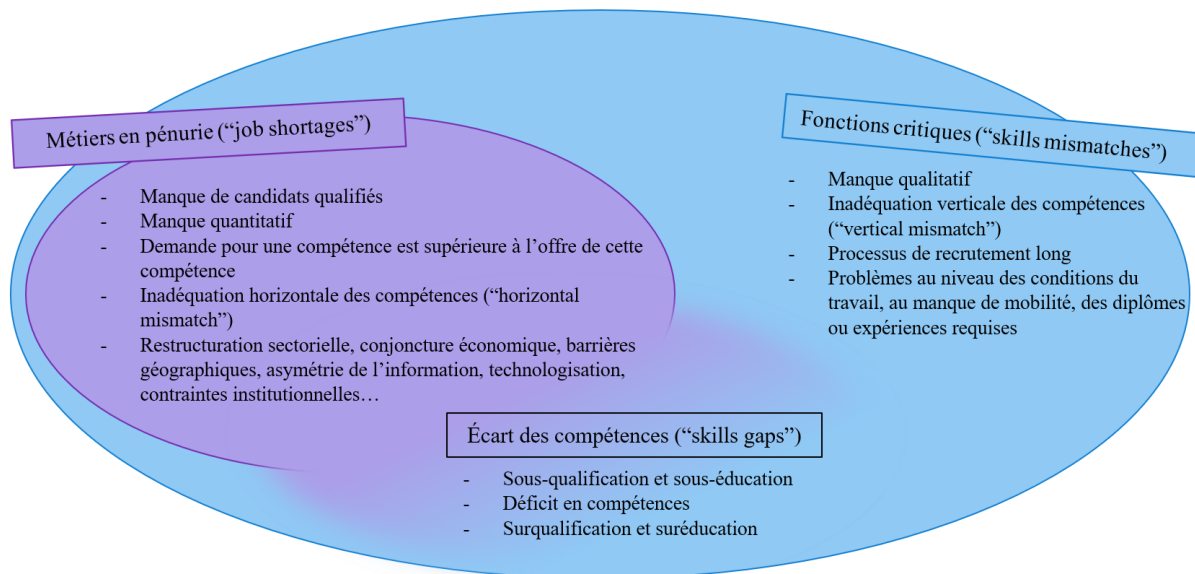 Métiers en pénurie (“job shortages”)
- Manque de candidats qualifiés
- Manque quantitatif
- Demande pour une compétence est supérieure à l’offre de cette
compétence
- Inadéquation horizontale des compétences (“horizontal
mismatch”)
- Restructuration sectorielle, conjoncture économique, barrières
géographiques, asymétrie de l’information, technologisation,
contraintes institutionnelles…
Fonctions critiques (“skills mismatches”)
- Manque qualitatif
- Inadéquation verticale des compétences
(“vertical mismatch”)
- Processus de recrutement long
- Problèmes au niveau des conditions du
travail, au manque de mobilité, des diplômes
ou expériences requises
Écart des compétences (“skills gaps”)
- Sous-qualification et sous-éducation
- Déficit en compétences
- Surqualification et suréducation